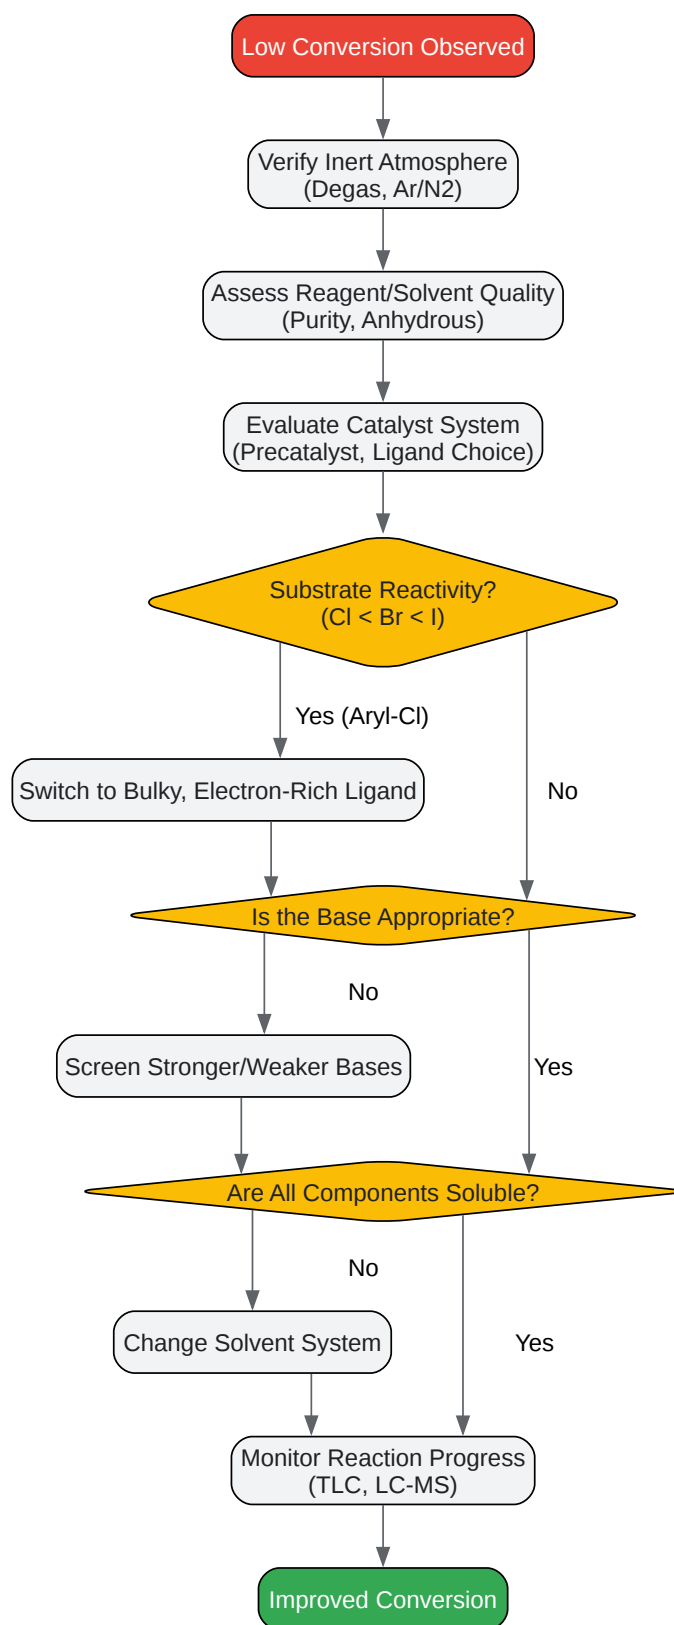 Low Conversion Observed
Verify Inert Atmosphere
(Degas, Ar/N2)
Assess Reagent/Solvent Quality
(Purity, Anhydrous)
Evaluate Catalyst System
(Precatalyst, Ligand Choice)
Substrate Reactivity?
(Cl < Br < I)
Yes (Aryl-Cl)
Switch to Bulky, Electron-Rich Ligand
No
Is the Base Appropriate?
No
Screen Stronger/Weaker Bases
Yes
Are All Components Soluble?
No
Change Solvent System
Yes
Monitor Reaction Progress
(TLC, LC-MS)
Improved Conversion